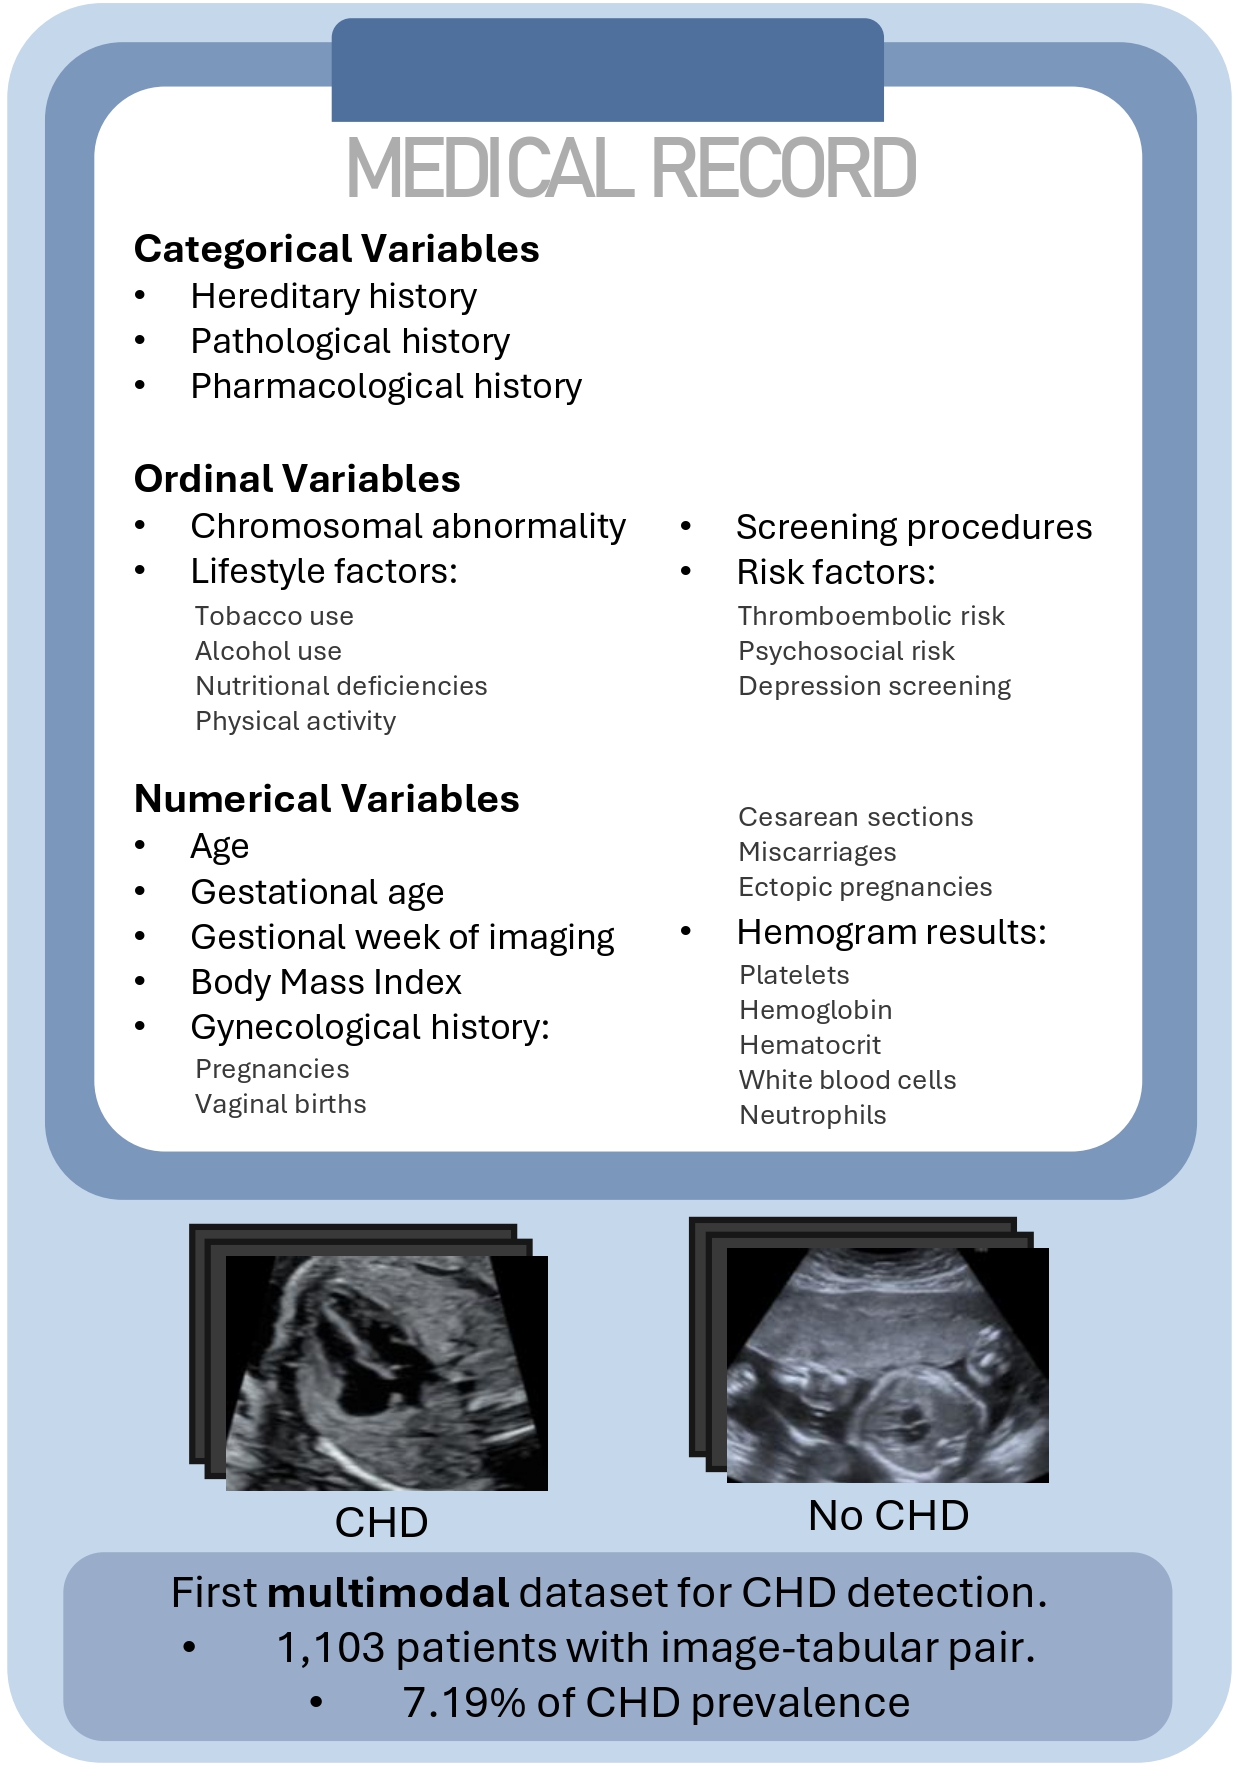 MEDICAL RECORD
Categorical Variables
• Hereditary history
• Pathological history
• Pharmacological history
Ordinal Variables
• Chromosomal abnormality
• Lifestyle factors:
Tobacco use
Alcohol use
Nutritional deficiencies
Physical activity
• Screening procedures
• Risk factors:
Thromboembolic risk
Psychosocial risk
Depression screening
Numerical Variables
• Age
• Gestational age
• Gestional week of imaging
• Body Mass Index
• Gynecological history:
Pregnancies
Vaginal births
Cesarean sections
Miscarriages
Ectopic pregnancies
• Hemogram results:
Platelets
Hemoglobin
Hematocrit
White blood cells
Neutrophils
CHD
No CHD
First multimodal dataset for CHD detection.
• 1,103 patients with image-tabular pair.
• 7.19% of CHD prevalence